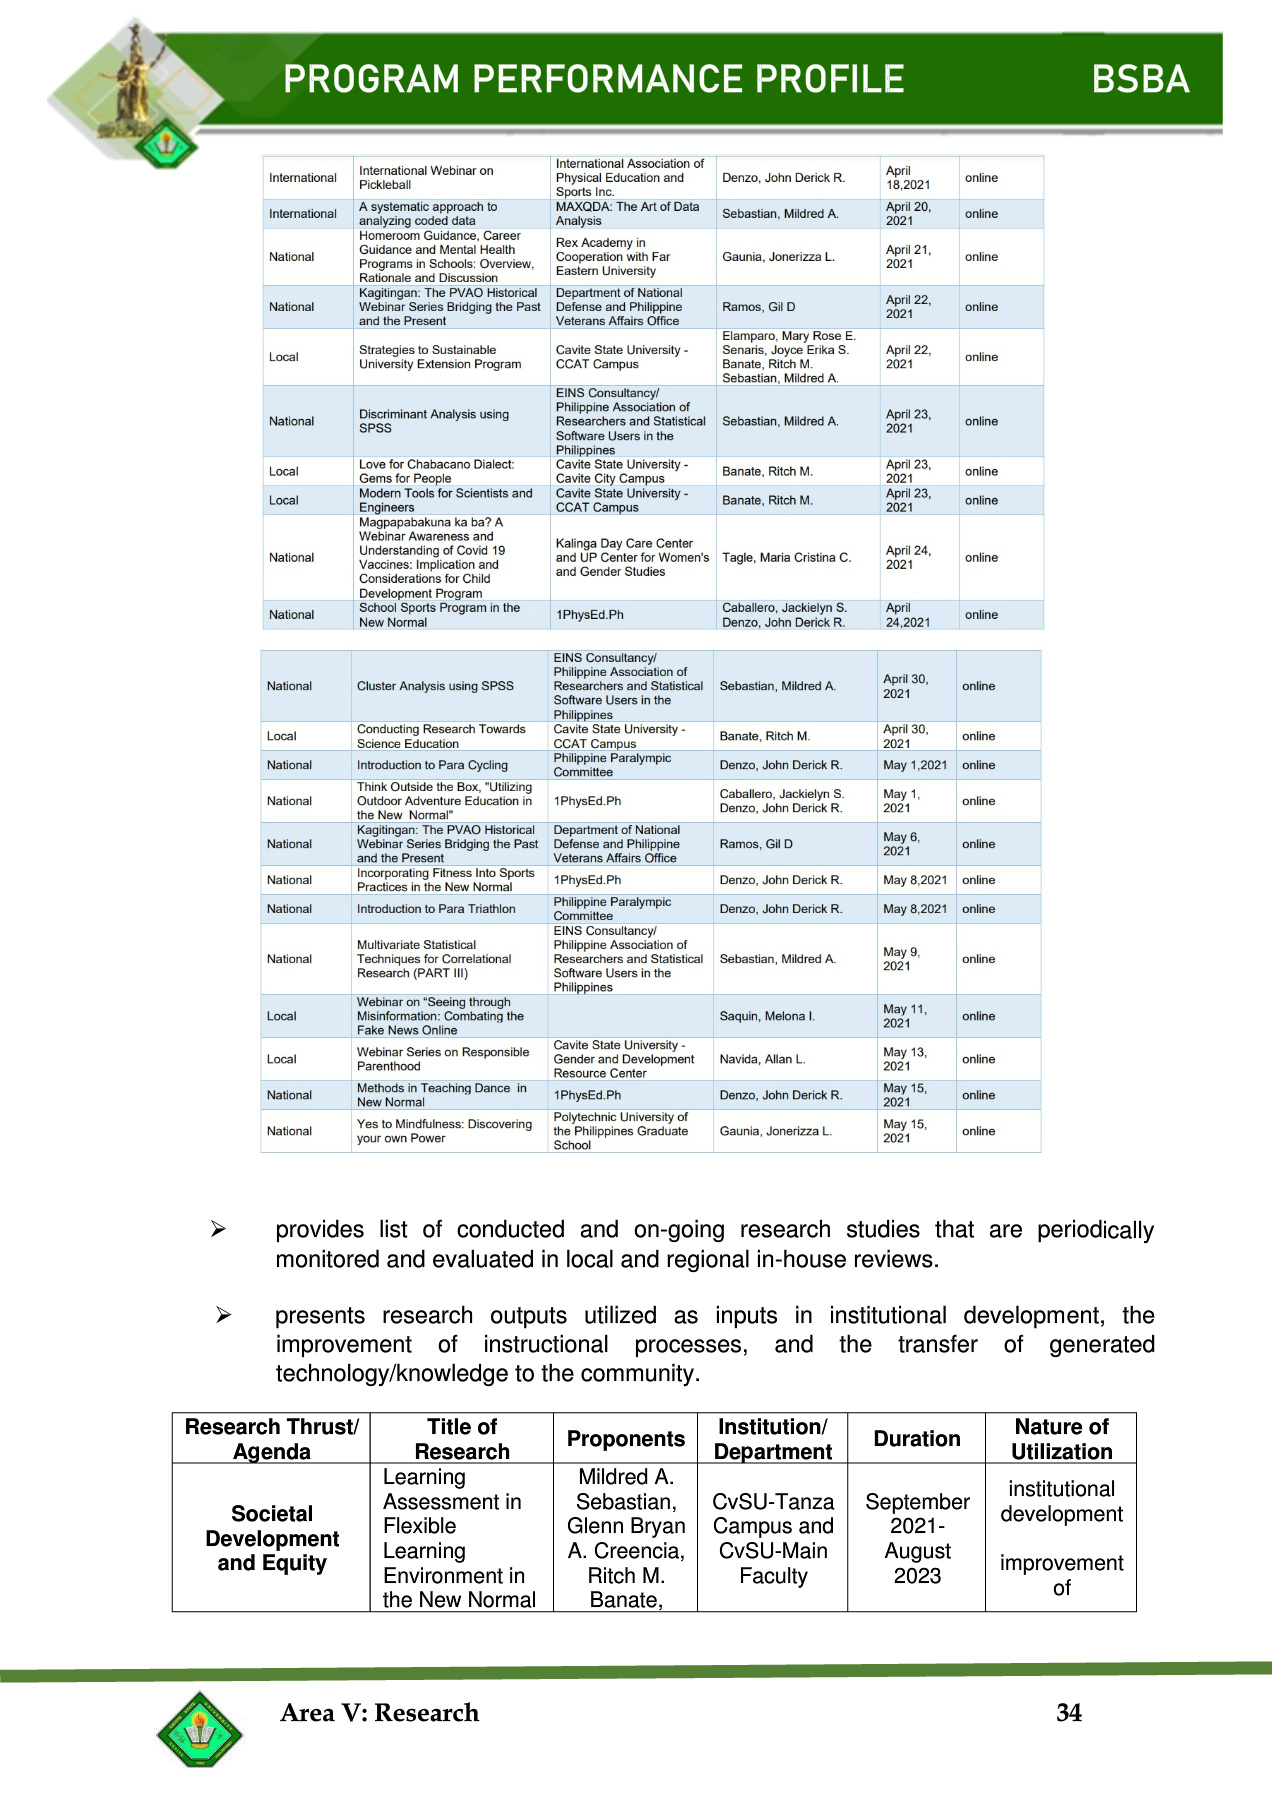 PROGRAM PERFORMANCE PROFILE BSBA
International International Webinar on Pickleball International Association of Physical Education and Sports Inc. Denzo, John Derick R. April 18,2021 online
International A systematic approach to analyzing coded data MAXQDA: The Art of Data Analysis Sebastian, Mildred A. April 20, 2021 online
National Homeroom Guidance, Career Guidance and Mental Health Programs in Schools: Overview, Rationale and Discussion Rex Academy in Cooperation with Far Eastern University Gaunia, Jonerizza L. April 21, 2021 online
National Kagitingan: The PVAO Historical Webinar Series Bridging the Past and the Present Department of National Defense and Philippine Veterans Affairs Office Ramos, Gil D April 22, 2021 online
Local Strategies to Sustainable University Extension Program Cavite State University - CCAT Campus Elamparo, Mary Rose E. Senaris, Joyce Erika S. Banate, Ritch M. Sebastian, Mildred A. April 22, 2021 online
National Discriminant Analysis using SPSS EINS Consultancy/ Philippine Association of Researchers and Statistical Software Users in the Philippines Sebastian, Mildred A. April 23, 2021 online
Local Love for Chabacano Dialect: Gems for People Cavite State University - Cavite City Campus Banate, Ritch M. April 23, 2021 online
Local Modern Tools for Scientists and Engineers Cavite State University - CCAT Campus Banate, Ritch M. April 23, 2021 online
National Magpapabakuna ka ba? A Webinar Awareness and Understanding of Covid 19 Vaccines: Implication and Considerations for Child Development Program Kalinga Day Care Center and UP Center for Women's and Gender Studies Tagle, Maria Cristina C. April 24, 2021 online
National School Sports Program in the New Normal 1PhysEd.Ph Caballero, Jackielyn S. Denzo, John Derick R. April 24,2021 online
National Cluster Analysis using SPSS EINS Consultancy/ Philippine Association of Researchers and Statistical Software Users in the Philippines Sebastian, Mildred A. April 30, 2021 online
Local Conducting Research Towards Science Education Cavite State University - CCAT Campus Banate, Ritch M. April 30, 2021 online
National Introduction to Para Cycling Philippine Paralympic Committee Denzo, John Derick R. May 1,2021 online
National Think Outside the Box, "Utilizing Outdoor Adventure Education in the New Normal" 1PhysEd.Ph Caballero, Jackielyn S. Denzo, John Derick R. May 1, 2021 online
National Kagitingan: The PVAO Historical Webinar Series Bridging the Past and the Present Department of National Defense and Philippine Veterans Affairs Office Ramos, Gil D May 6, 2021 online
National Incorporating Fitness Into Sports Practices in the New Normal 1PhysEd.Ph Denzo, John Derick R. May 8,2021 online
National Introduction to Para Triathlon Philippine Paralympic Committee Denzo, John Derick R. May 8,2021 online
National Multivariate Statistical Techniques for Correlational Research (PART III) EINS Consultancy/ Philippine Association of Researchers and Statistical Software Users in the Philippines Sebastian, Mildred A. May 9, 2021 online
Local Webinar on “Seeing through Misinformation: Combating the Fake News Online Saquin, Melona I. May 11, 2021 online
Local Webinar Series on Responsible Parenthood Cavite State University - Gender and Development Resource Center Navida, Allan L. May 13, 2021 online
National Methods in Teaching Dance in New Normal 1PhysEd.Ph Denzo, John Derick R. May 15, 2021 online
National Yes to Mindfulness: Discovering your own Power Polytechnic University of the Philippines Graduate School Gaunia, Jonerizza L. May 15, 2021 online
➢ provides list of conducted and on-going research studies that are periodically
monitored and evaluated in local and regional in-house reviews.
➢ presents research outputs utilized as inputs in institutional development, the
improvement of instructional processes, and the transfer of generated
technology/knowledge to the community.
Research Thrust/ Agenda Title of Research Proponents Institution/ Department Duration Nature of Utilization
Societal Development and Equity Learning Assessment in Flexible Learning Environment in the New Normal Mildred A. Sebastian, Glenn Bryan A. Creencia, Ritch M. Banate, CvSU-Tanza Campus and CvSU-Main Faculty September 2021- August 2023 institutional development improvement of
Area V: Research 34